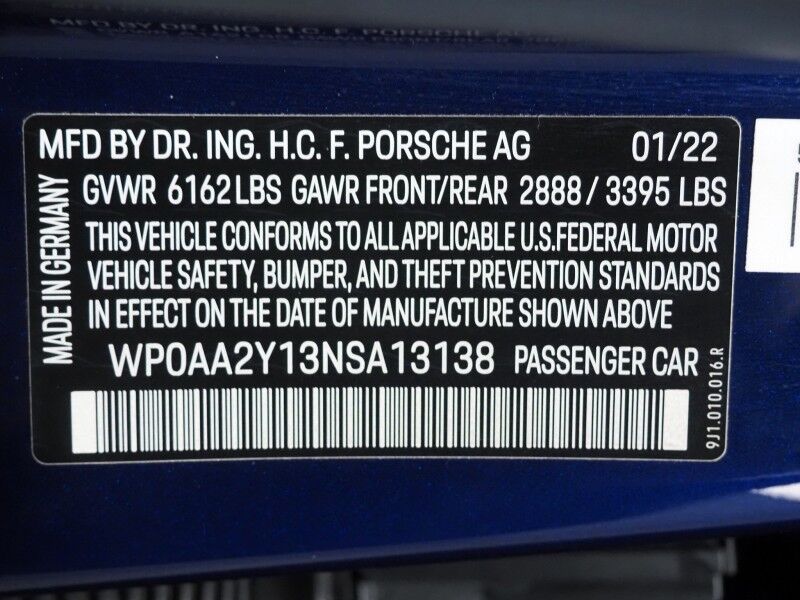 MFD BY DR. ING. H.C. F. PORSCHE AG 01/22
GVWR 6162LBS GAWR FRONT/REAR 2888 / 3395 LBS
THIS VEHICLE CONFORMS TO ALL APPLICABLE U.S.FEDERAL MOTOR
VEHICLE SAFETY, BUMPER, AND THEFT PREVENTION STANDARDS
IN EFFECT ON THE DATE OF MANUFACTURE SHOWN ABOVE
WP0AA2Y13NSA13138 PASSENGER CAR
MADE IN GERMANY
9J1.010.016.R